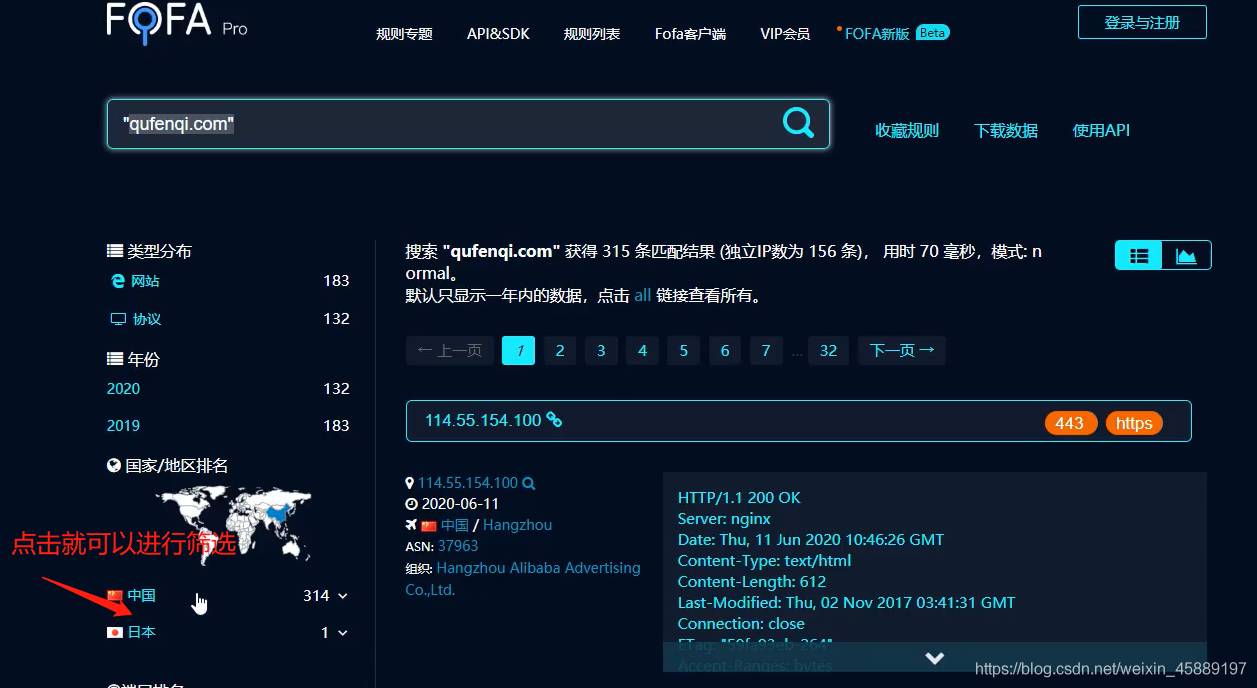 FOFA Pro
规则专题 API&SDK 规则列表 Fofa客户端 VIP会员 FOFA新版 Beta
登录与注册
"qufenqi.com"
收藏规则 下载数据 使用API
类型分布
网站 183
协议 132
年份
2020 132
2019 183
国家/地区排名
点击就可以进行筛选
中国 314
日本 1
搜索 "qufenqi.com" 获得 315 条匹配结果 (独立IP数为 156 条)， 用时 70 毫秒，模式: n
ormal。
默认只显示一年内的数据，点击 all 链接查看所有。
← 上一页 1 2 3 4 5 6 7 ... 32 下一页 →
114.55.154.100 443 https
114.55.154.100
2020-06-11
中国 / Hangzhou
ASN: 37963
组织: Hangzhou Alibaba Advertising
Co.,Ltd.
HTTP/1.1 200 OK
Server: nginx
Date: Thu, 11 Jun 2020 10:46:26 GMT
Content-Type: text/html
Content-Length: 612
Last-Modified: Thu, 02 Nov 2017 03:41:31 GMT
Connection: close
ETag: "59fa93eb-264"
Accept-Ranges: bytes
https://blog.csdn.net/weixin_45889197